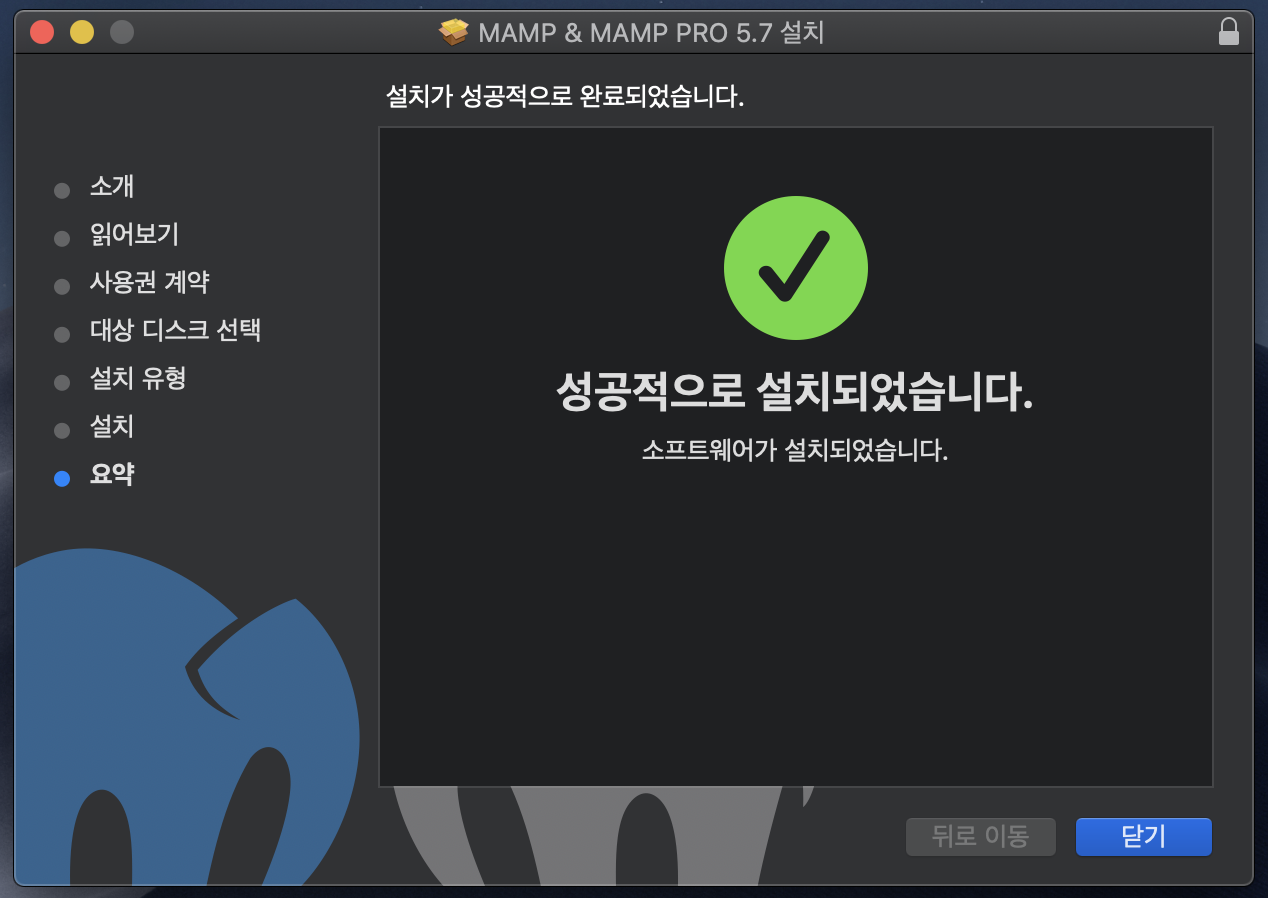 MAMP & MAMP PRO 5.7 설치
설치가 성공적으로 완료되었습니다.
소개
읽어보기
사용권 계약
대상 디스크 선택
설치 유형
설치
요약
성공적으로 설치되었습니다.
소프트웨어가 설치되었습니다.
뒤로 이동
닫기